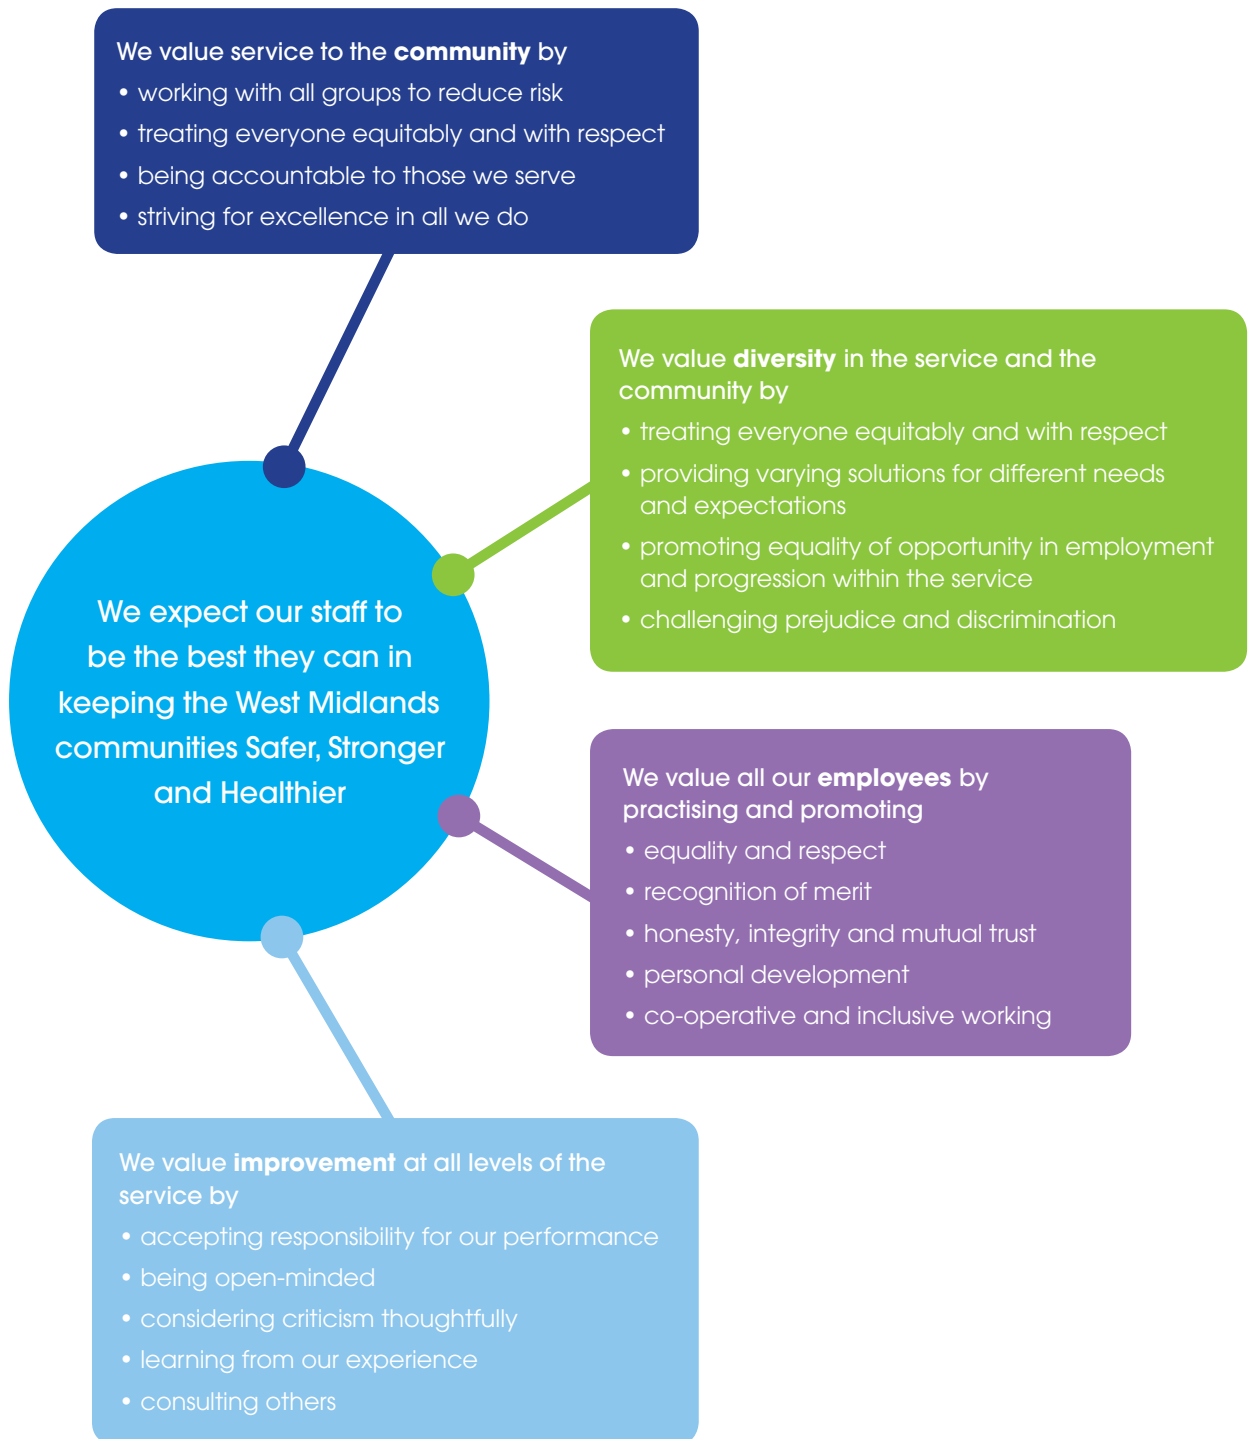 We value service to the community by
• working with all groups to reduce risk
• treating everyone equitably and with respect
• being accountable to those we serve
• striving for excellence in all we do
We value diversity in the service and the
community by
• treating everyone equitably and with respect
• providing varying solutions for different needs
and expectations
• promoting equality of opportunity in employment
and progression within the service
• challenging prejudice and discrimination
We expect our staff to
be the best they can in
keeping the West Midlands
communities Safer, Stronger
and Healthier
We value all our employees by
practising and promoting
• equality and respect
• recognition of merit
• honesty, integrity and mutual trust
• personal development
• co-operative and inclusive working
We value improvement at all levels of the
service by
• accepting responsibility for our performance
• being open-minded
• considering criticism thoughtfully
• learning from our experience
• consulting others